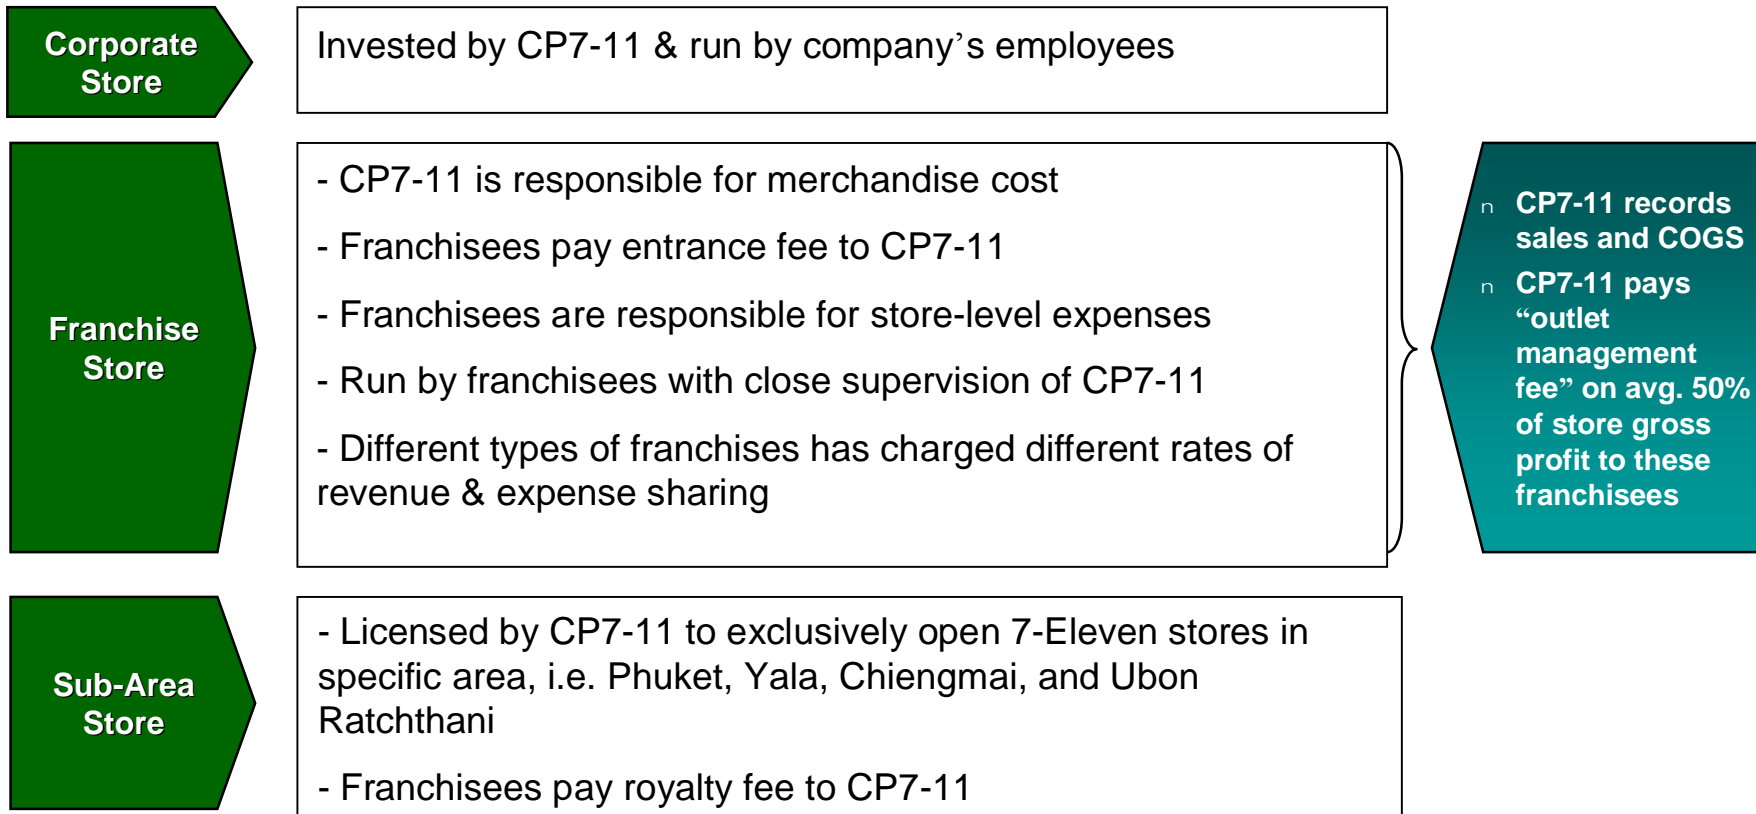 Corporate
Store
Invested by CP7-11 & run by company’s employees
Franchise
Store
- CP7-11 is responsible for merchandise cost
- Franchisees pay entrance fee to CP7-11
- Franchisees are responsible for store-level expenses
- Run by franchisees with close supervision of CP7-11
- Different types of franchises has charged different rates of
revenue & expense sharing
n CP7-11 records
sales and COGS
n CP7-11 pays
“outlet
management
fee” on avg. 50%
of store gross
profit to these
franchisees
Sub-Area
Store
- Licensed by CP7-11 to exclusively open 7-Eleven stores in
specific area, i.e. Phuket, Yala, Chiengmai, and Ubon
Ratchthani
- Franchisees pay royalty fee to CP7-11